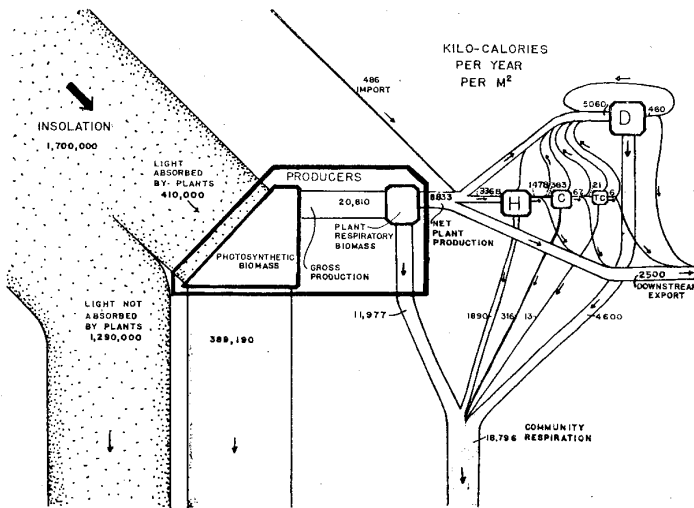 KILO-CALORIES
PER YEAR
PER M²
486
IMPORT
INSOLATION
1,700,000
LIGHT
ABSORBED
BY PLANTS
410,000
PRODUCERS
20,810
PLANT
RESPIRATORY
BIOMASS
PHOTOSYNTHETIC
BIOMASS
GROSS
PRODUCTION
8833
NET
PLANT
PRODUCTION
3368
H
1478
383
C
67
21
TC
6
5060
D
460
2500
DOWNSTREAM
EXPORT
LIGHT NOT
ABSORBED
BY PLANTS
1,290,000
389,190
11,977
1890
316
13
4600
18,796
COMMUNITY
RESPIRATION